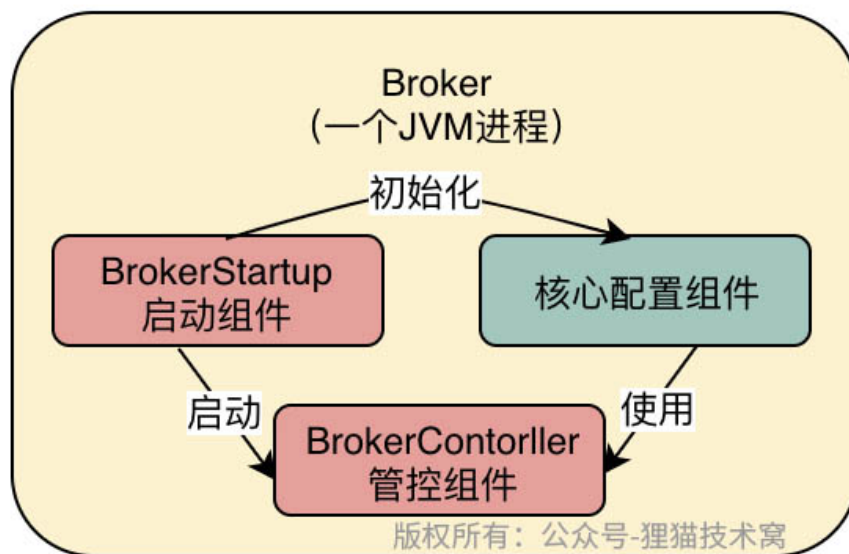 Broker
（一个JVM进程）
初始化
BrokerStartup
启动组件
核心配置组件
启动
使用
BrokerContorller
管控组件
版权所有：公众号-狸猫技术窝